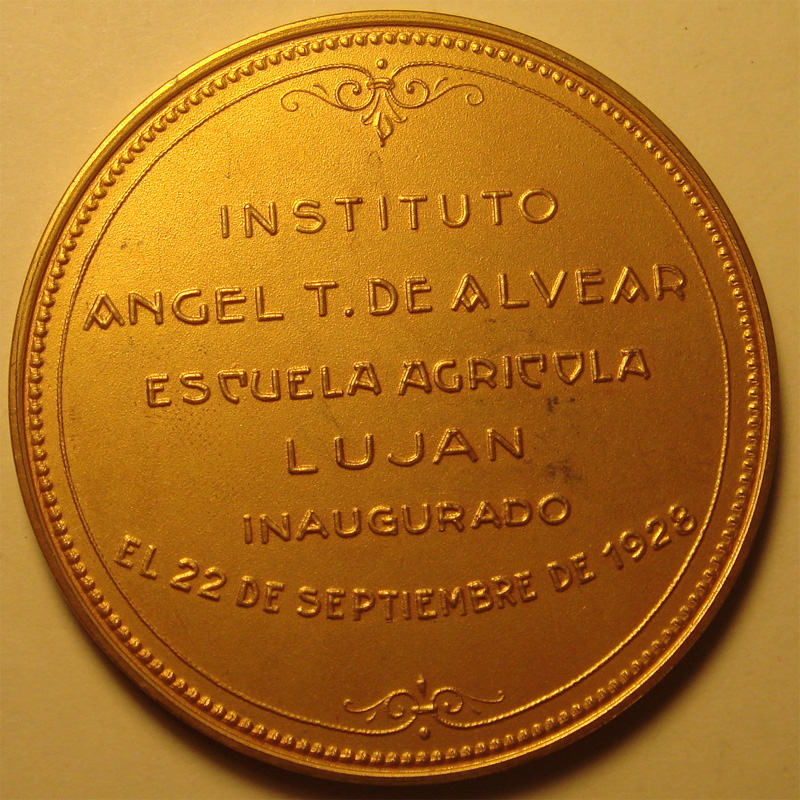 INSTITUTO
ANGEL T. DE ALVEAR
ESCUELA AGRICOLA
LUJAN
INAUGURADO
EL 22 DE SEPTIEMBRE DE 1928